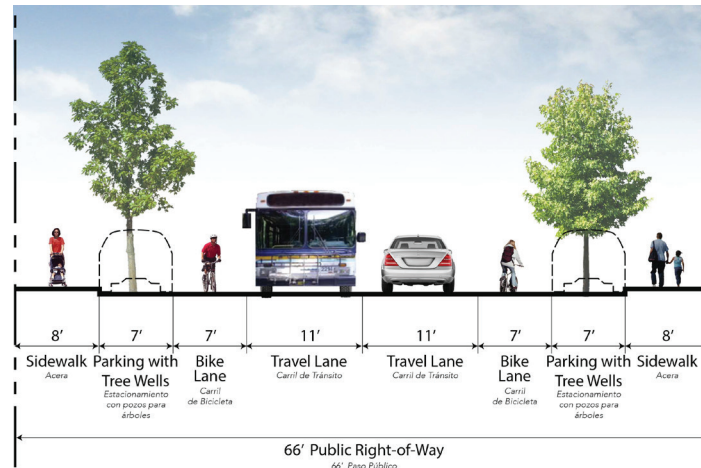 8’ 7’ 7’ 11’ 11’ 7’ 7’ 8’
Sidewalk
Acera
Parking with
Tree Wells
Estacionamiento
con pozos para
árboles
Bike
Lane
Carril
de Bicicleta
Travel Lane
Carril de Tránsito
Travel Lane
Carril de Tránsito
Bike
Lane
Carril
de Bicicleta
Parking with
Tree Wells
Estacionamiento
con pozos para
árboles
Sidewalk
Acera
66’ Public Right-of-Way
66’ Paso Público